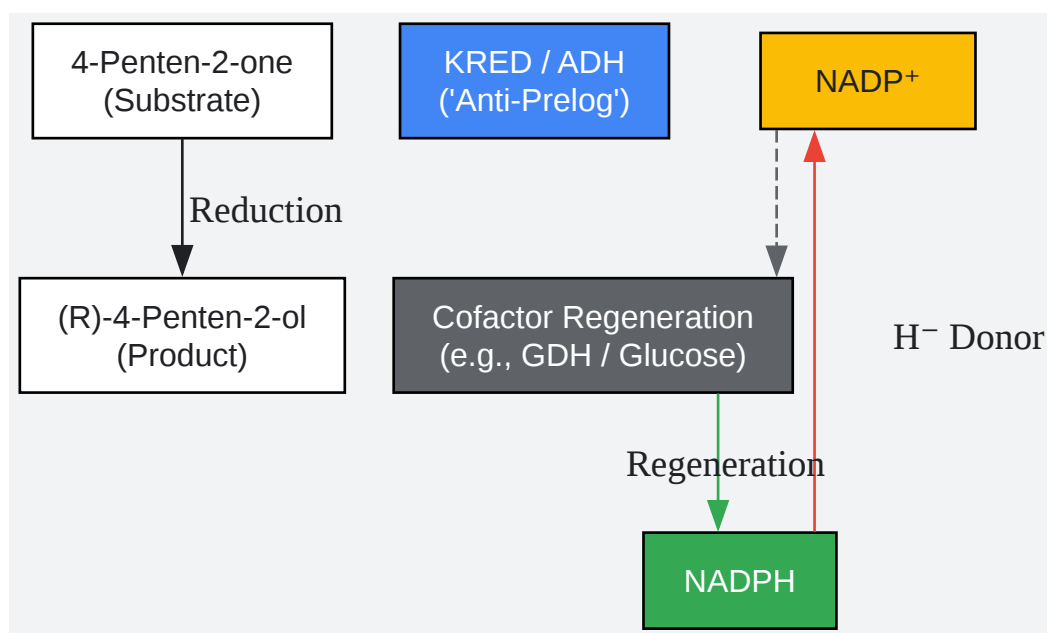 4-Penten-2-one
(Substrate)
KRED / ADH
('Anti-Prelog')
NADP⁺
Reduction
(R)-4-Penten-2-ol
(Product)
Cofactor Regeneration
(e.g., GDH / Glucose)
H⁻ Donor
Regeneration
NADPH